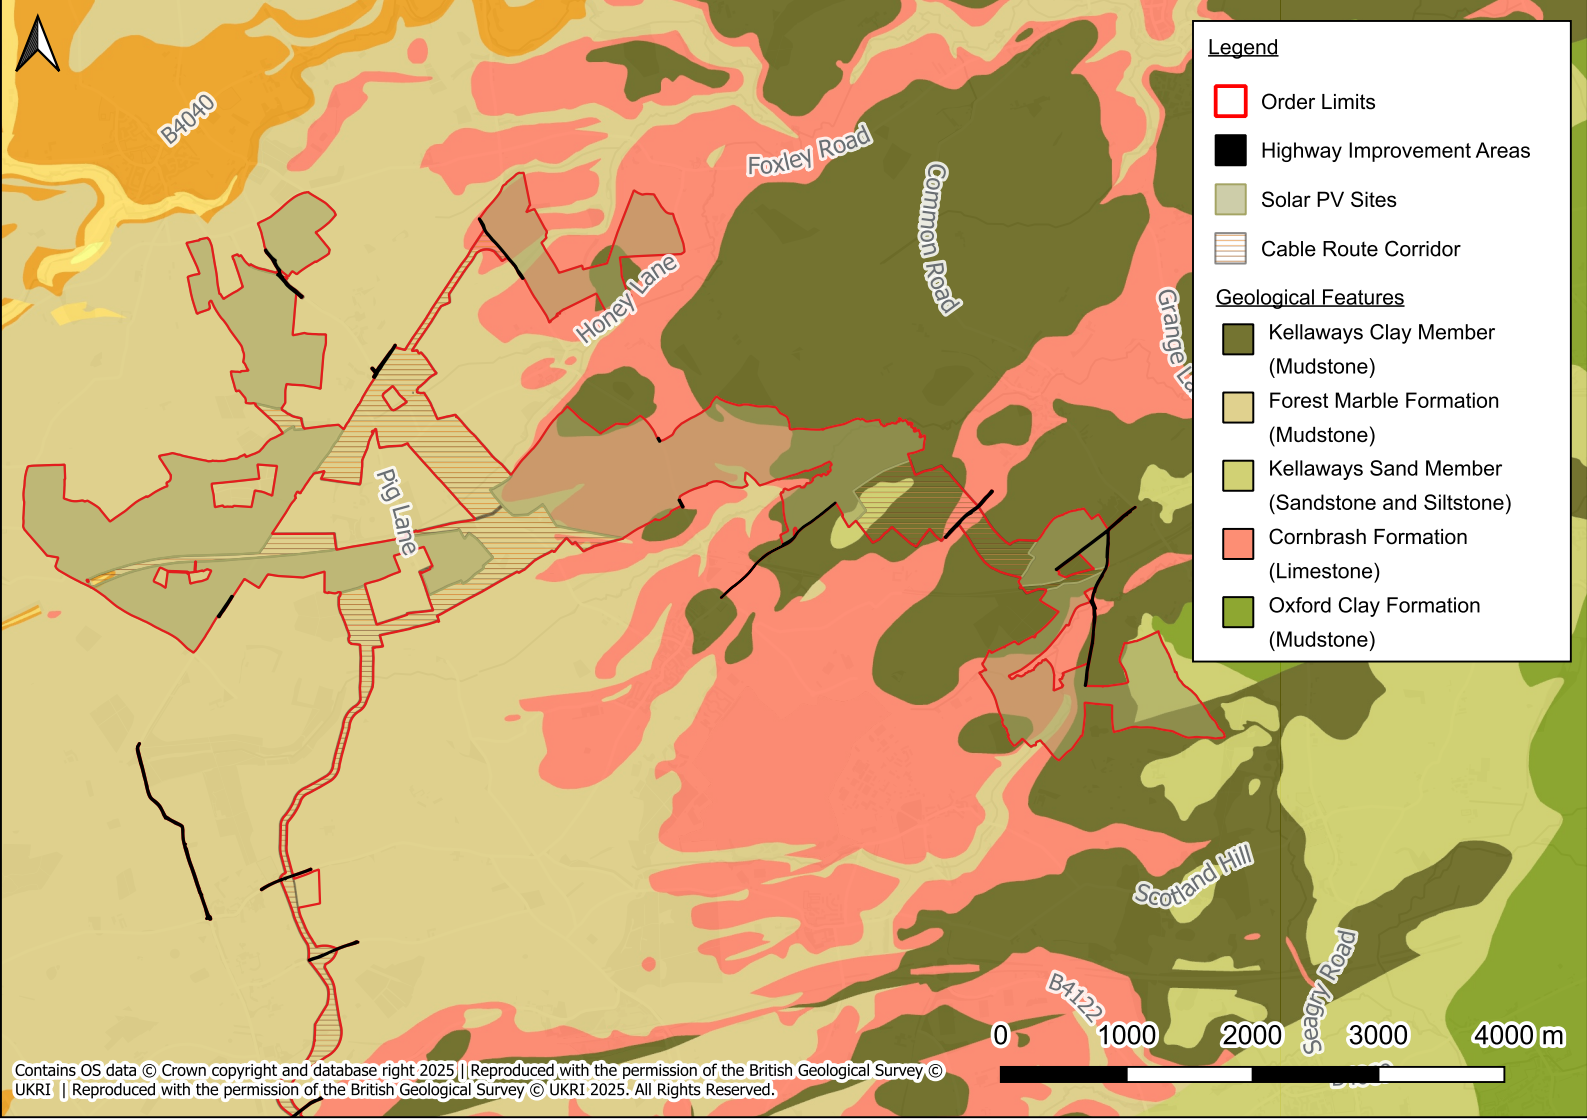 B4040
Foxley Road
Common Road
Honey Lane
Grange La
Pig Lane
Scotland Hill
Seagry Road
B4122
Legend
Order Limits
Highway Improvement Areas
Solar PV Sites
Cable Route Corridor
Geological Features
Kellaways Clay Member
(Mudstone)
Forest Marble Formation
(Mudstone)
Kellaways Sand Member
(Sandstone and Siltstone)
Cornbrash Formation
(Limestone)
Oxford Clay Formation
(Mudstone)
0 1000 2000 3000 4000 m
Contains OS data © Crown copyright and database right 2025 | Reproduced with the permission of the British Geological Survey ©
UKRI | Reproduced with the permission of the British Geological Survey © UKRI 2025. All Rights Reserved.